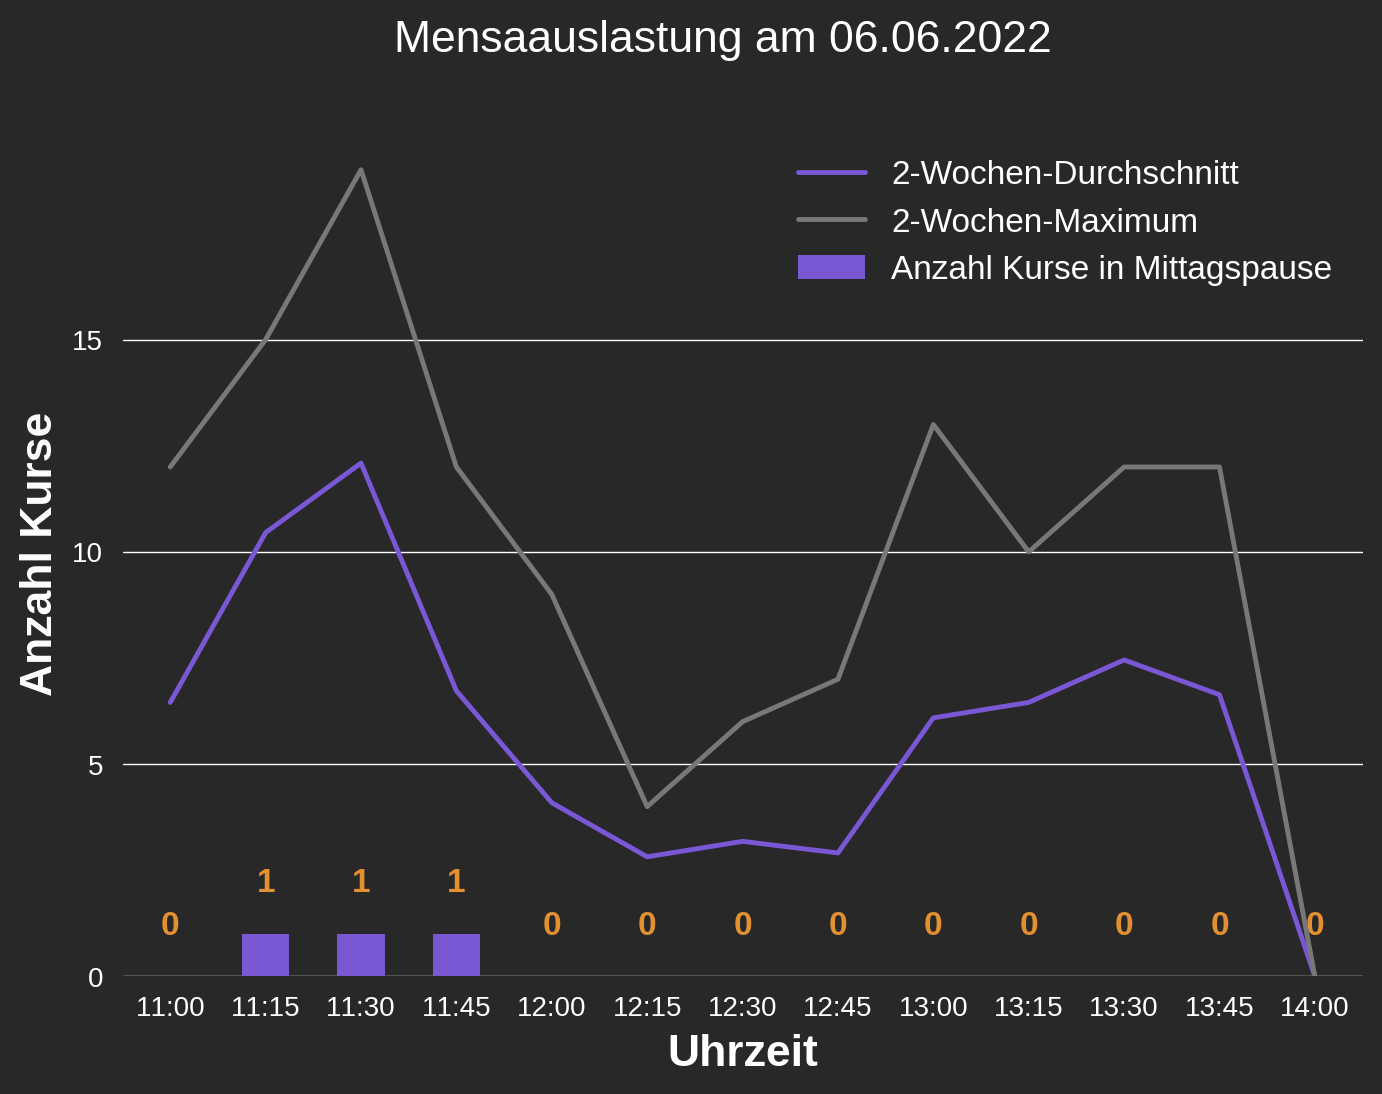 Mensaauslastung am 06.06.2022
2-Wochen-Durchschnitt
2-Wochen-Maximum
Anzahl Kurse in Mittagspause
Anzahl Kurse
15
10
5
0
0 1 1 1 0 0 0 0 0 0 0 0 0
11:00 11:15 11:30 11:45 12:00 12:15 12:30 12:45 13:00 13:15 13:30 13:45 14:00
Uhrzeit